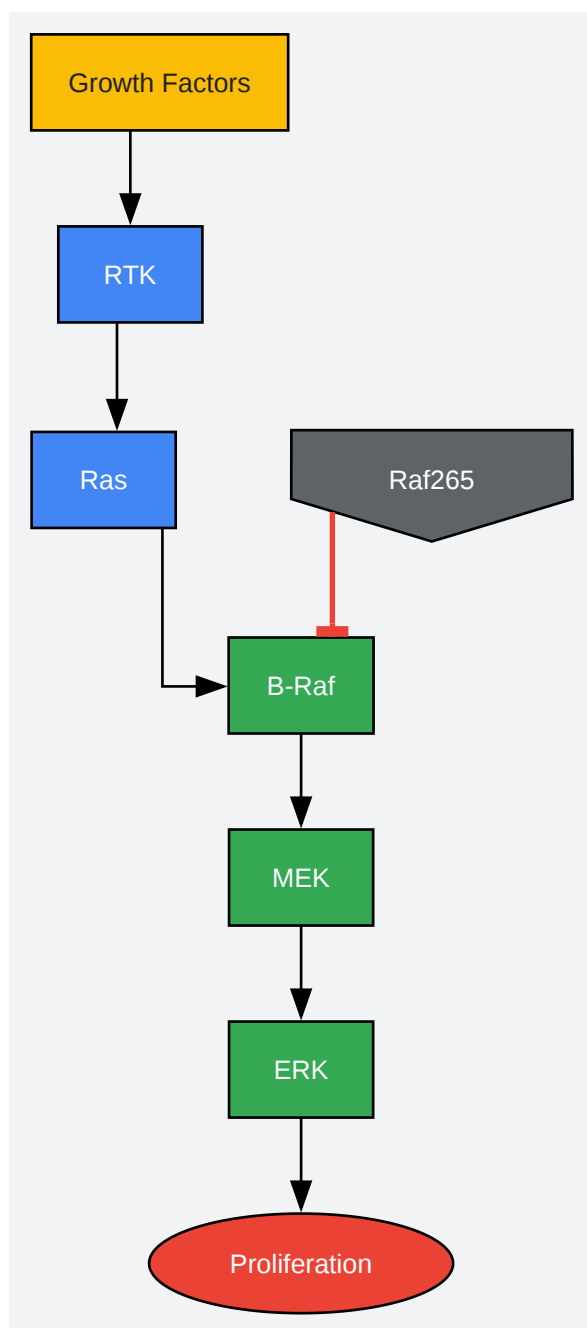 Growth Factors
RTK
Ras
Raf265
B-Raf
MEK
ERK
Proliferation